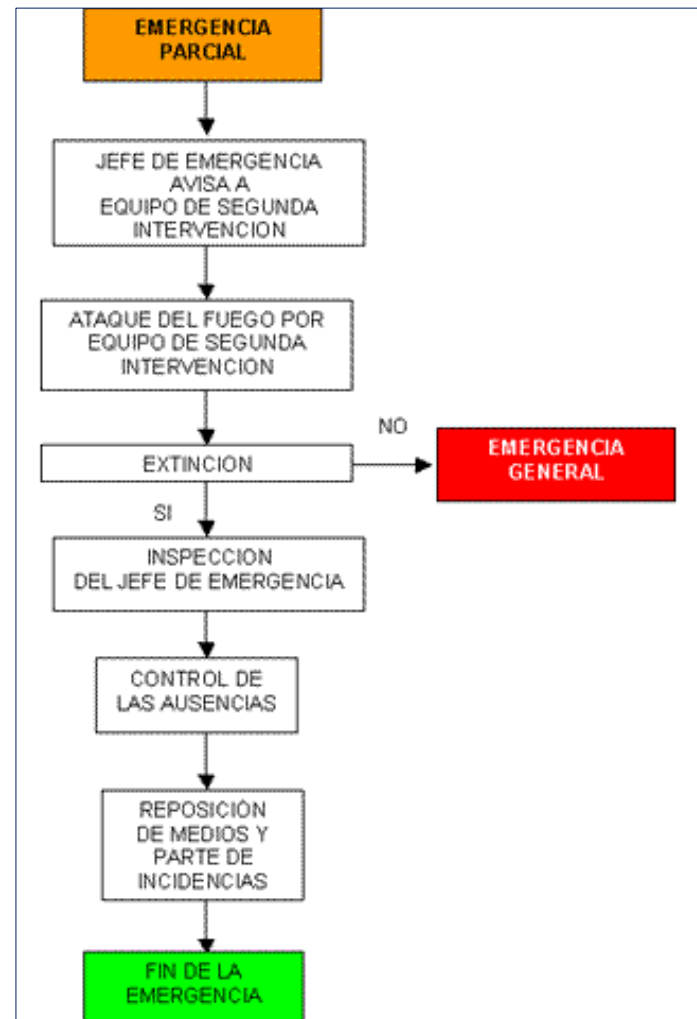 EMERGENCIA
PARCIAL
JEFE DE EMERGENCIA
AVISA A
EQUIPO DE SEGUNDA
INTERVENCION
ATAQUE DEL FUEGO POR
EQUIPO DE SEGUNDA
INTERVENCION
EXTINCION
NO
EMERGENCIA
GENERAL
SI
INSPECCION
DEL JEFE DE EMERGENCIA
CONTROL DE
LAS AUSENCIAS
REPOSICIÓN
DE MEDIOS Y
PARTE DE
INCIDENCIAS
FIN DE LA
EMERGENCIA